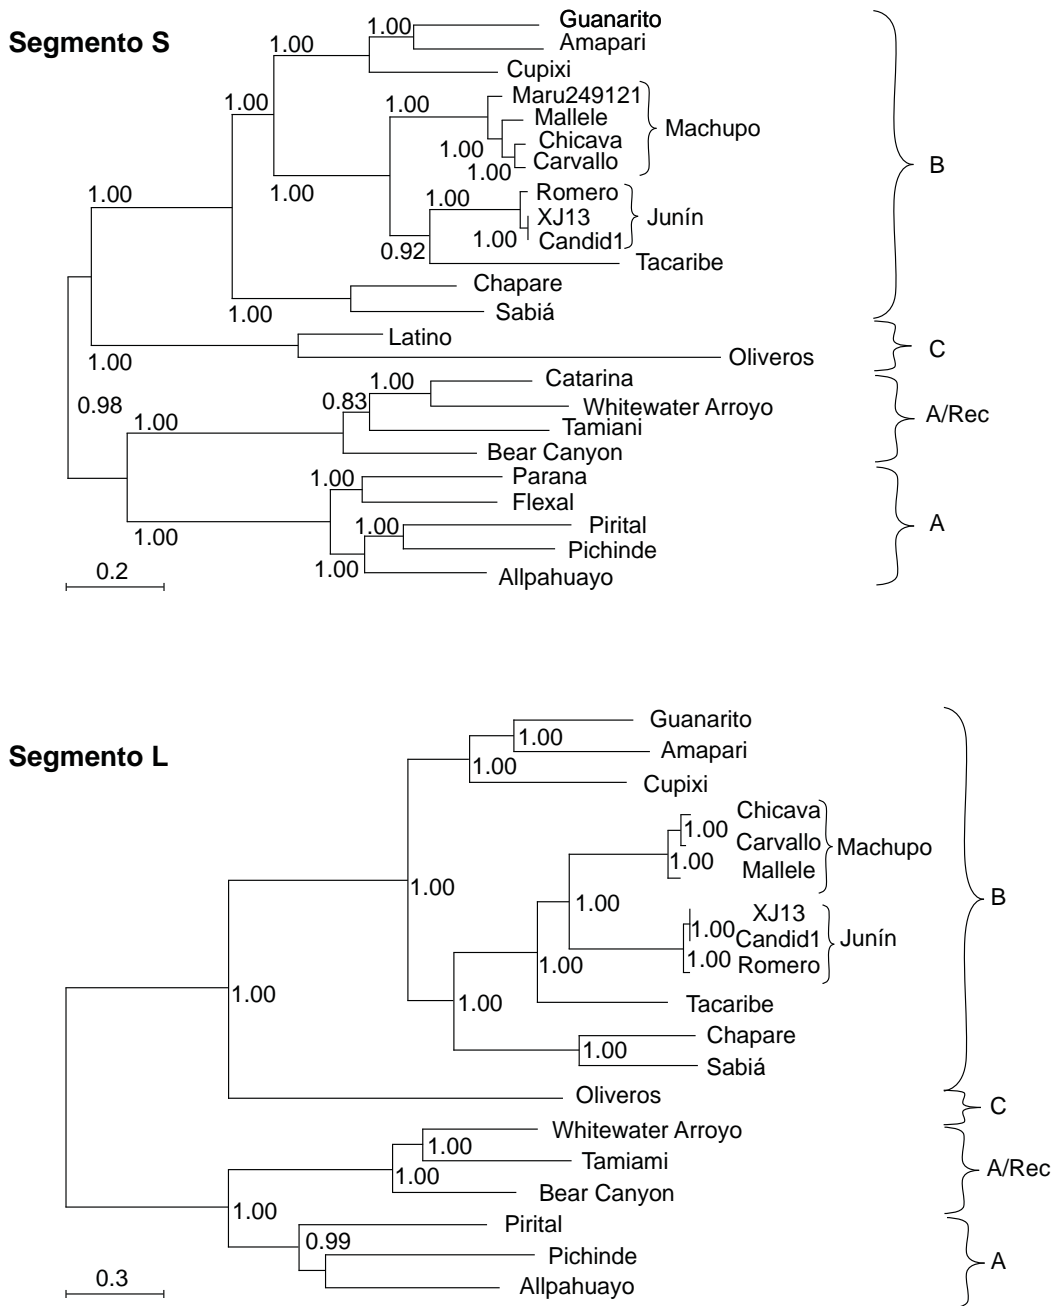 Segmento S
1.00
Guanarito
1.00
Amapari
Cupixi
1.00
1.00
Maru249121
Mallele
Chicava
Carvallo
1.00
1.00
Machupo
1.00
1.00
1.00
Romero
XJ13
Candid1
1.00
Junín
0.92
Tacaribe
B
Chapare
Sabiá
1.00
Latino
Oliveros
1.00
C
0.98
1.00
Catarina
0.83
Whitewater Arroyo
1.00
Tamiani
Bear Canyon
A/Rec
1.00
Parana
Flexal
1.00
1.00
Pirital
Pichinde
1.00
Allpahuayo
A
0.2
Segmento L
Guanarito
1.00
Amapari
1.00
Cupixi
Chicava
1.00
Carvallo
1.00
Mallele
Machupo
1.00
1.00
XJ13
1.00
Candid1
1.00
Romero
Junín
B
1.00
1.00
1.00
Tacaribe
Chapare
1.00
Sabiá
Oliveros
C
Whitewater Arroyo
1.00
Tamiami
1.00
Bear Canyon
A/Rec
1.00
Pirital
0.99
Pichinde
Allpahuayo
A
0.3